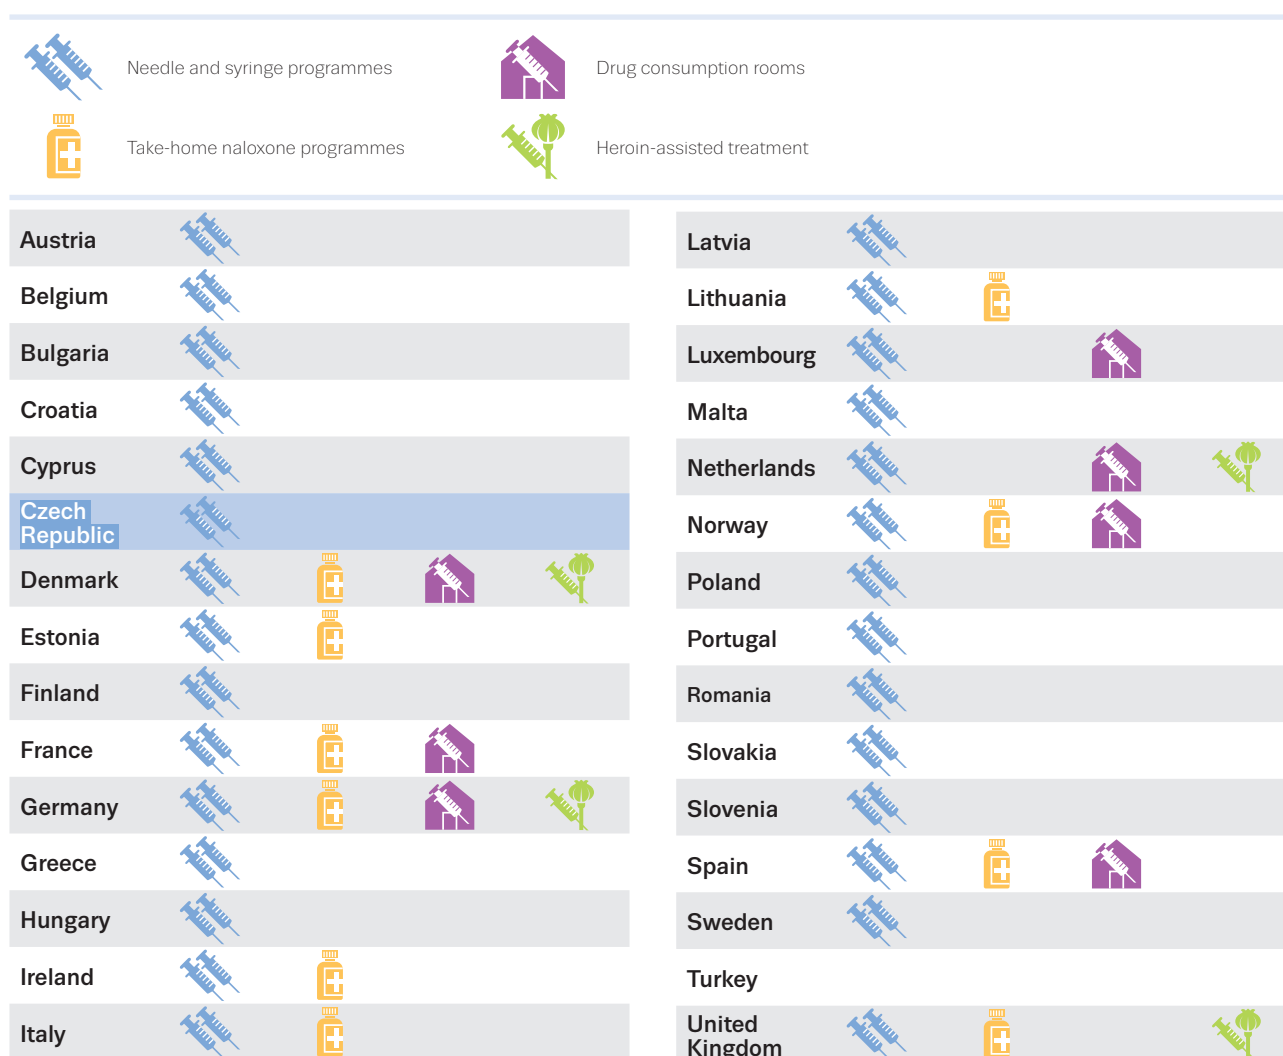 Needle and syringe programmes
Drug consumption rooms
Take-home naloxone programmes
Heroin-assisted treatment
Austria
Belgium
Bulgaria
Croatia
Cyprus
Czech
Republic
Denmark
Estonia
Finland
France
Germany
Greece
Hungary
Ireland
Italy
Latvia
Lithuania
Luxembourg
Malta
Netherlands
Norway
Poland
Portugal
Romania
Slovakia
Slovenia
Spain
Sweden
Turkey
United
Kingdom